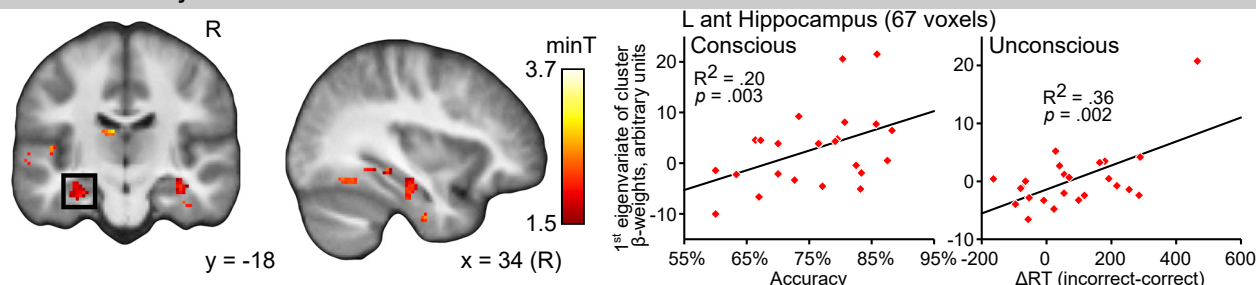 R
y = -18
x = 34 (R)
minT
3.7
1.5
L ant Hippocampus (67 voxels)
1st eigenvariate of cluster
β-weights, arbitrary units
Conscious
R2 = .20
p = .003
20
10
0
-10
55% 65% 75% 85% 95%
Accuracy
Unconscious
R2 = .36
p = .002
20
10
0
-10
-200 0 200 400 600
ΔRT (incorrect-correct)